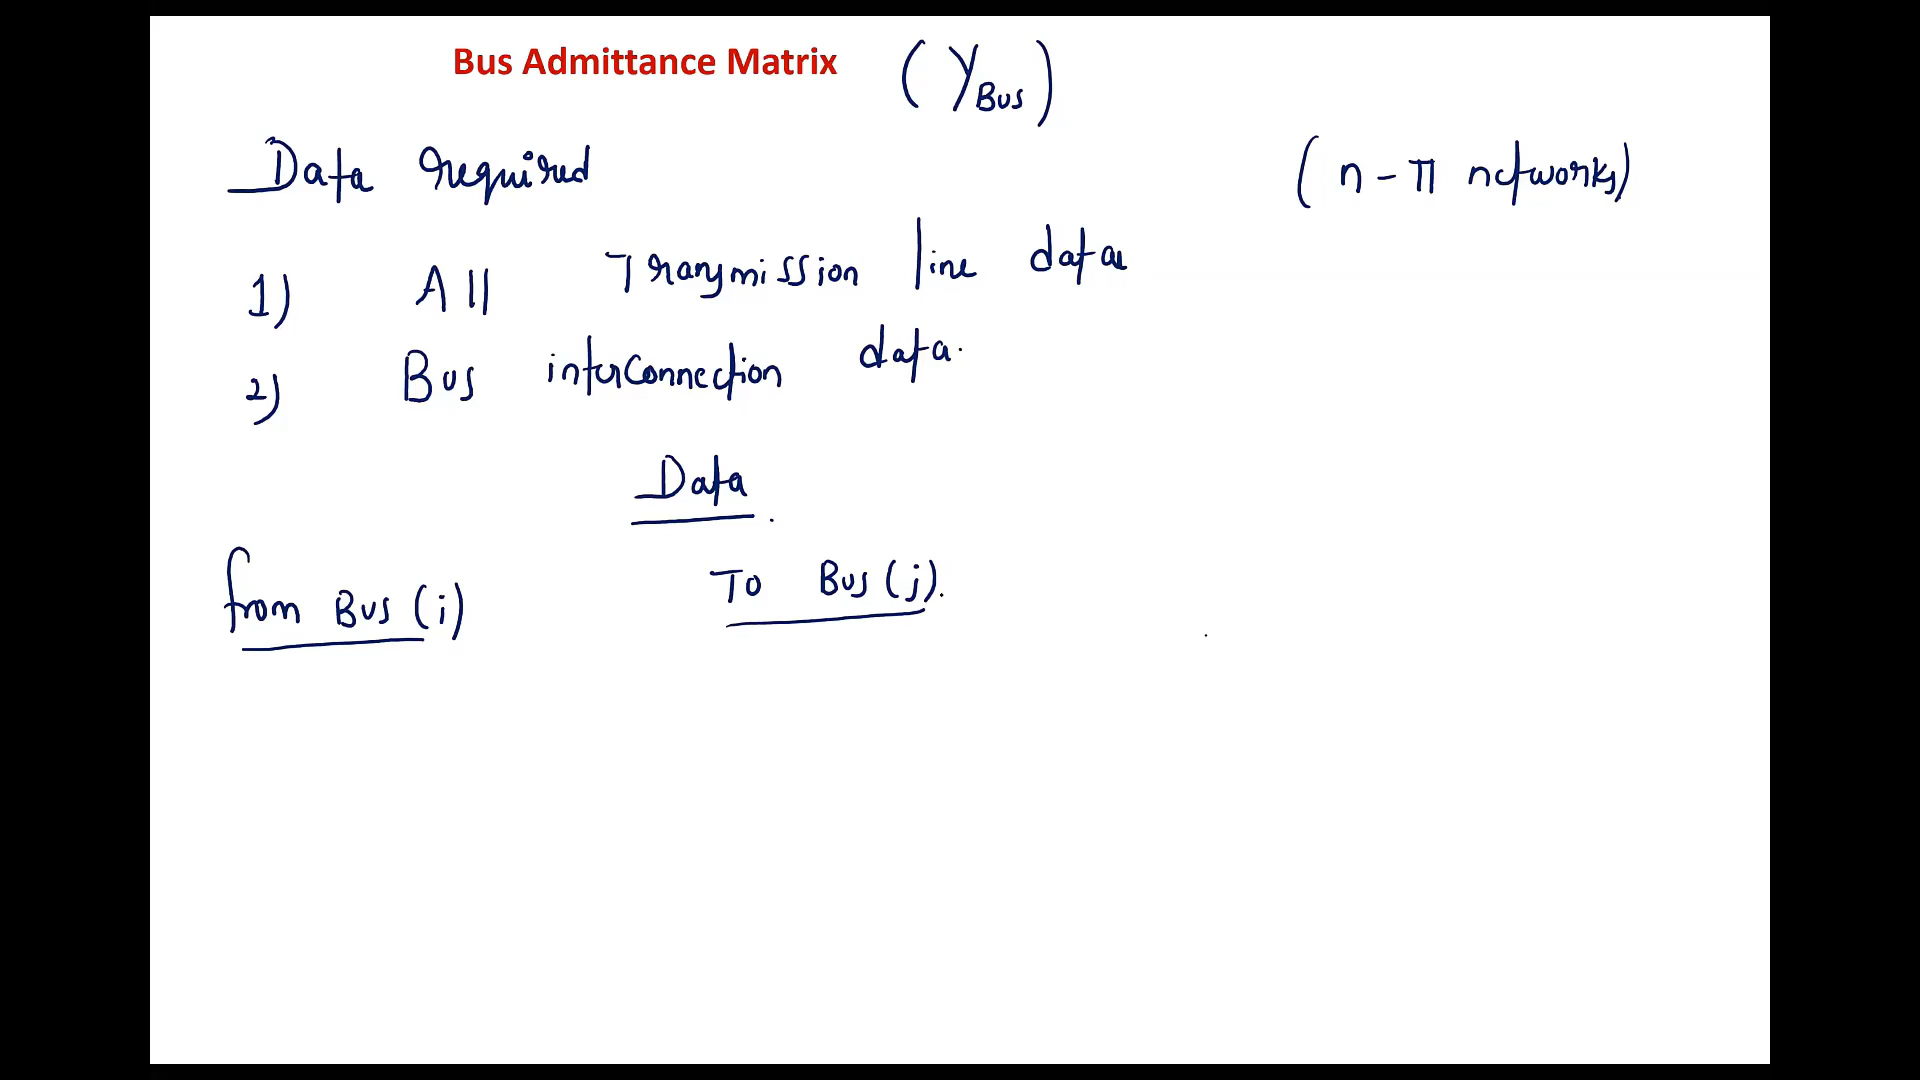 Bus Admittance Matrix (YBus)
Data required (n - π networks)
1) All Transmission line data
2) Bus interconnection data.
Data
from Bus (i) To Bus (j).